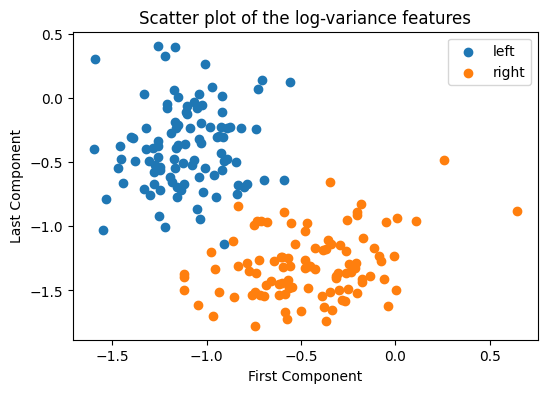 Scatter plot of the log-variance features
left
right
Last Component
0.5
0.0
−0.5
−1.0
−1.5
−1.5
−1.0
−0.5
0.0
0.5
First Component